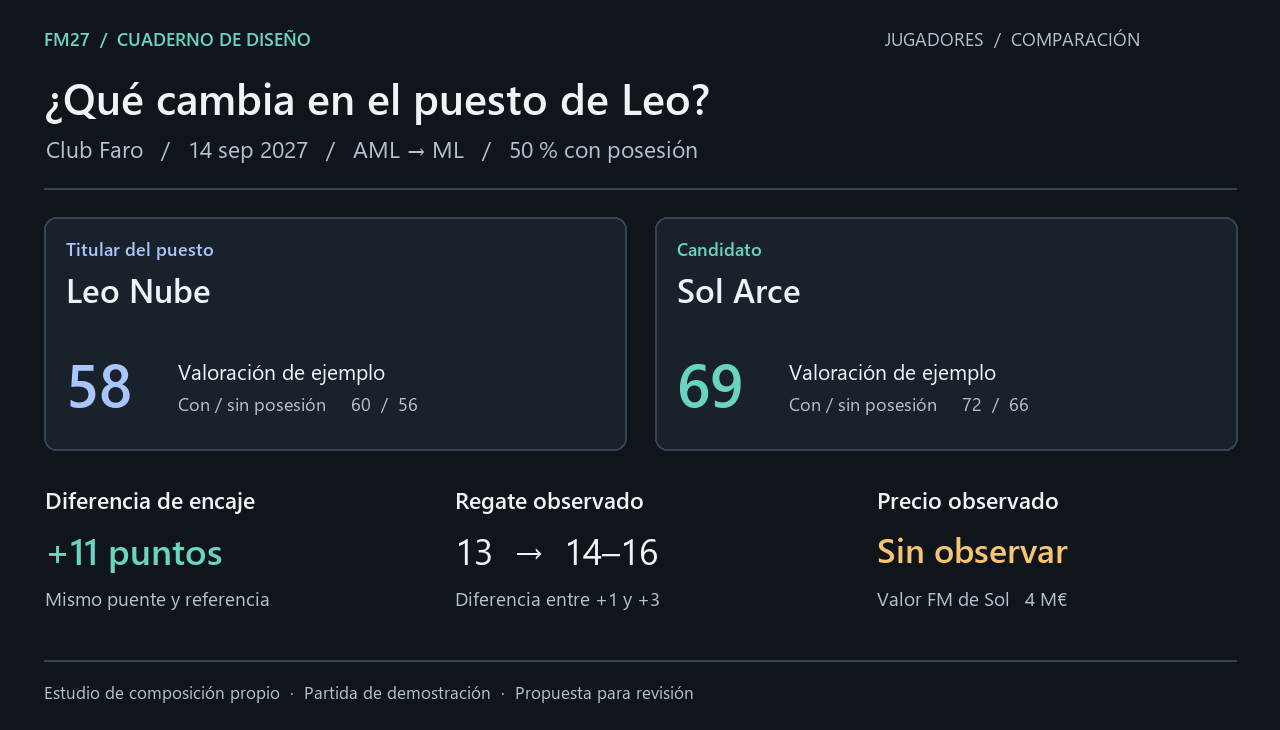 FM27 / CUADERNO DE DISEÑO
JUGADORES / COMPARACIÓN
¿Qué cambia en el puesto de Leo?
Club Faro / 14 sep 2027 / AML → ML / 50 % con posesión
Titular del puesto
Leo Nube
58
Valoración de ejemplo
Con / sin posesión 60 / 56
Candidato
Sol Arce
69
Valoración de ejemplo
Con / sin posesión 72 / 66
Diferencia de encaje
+11 puntos
Mismo puente y referencia
Regate observado
13 → 14–16
Diferencia entre +1 y +3
Precio observado
Sin observar
Valor FM de Sol 4 M€
Estudio de composición propio · Partida de demostración · Propuesta para revisión